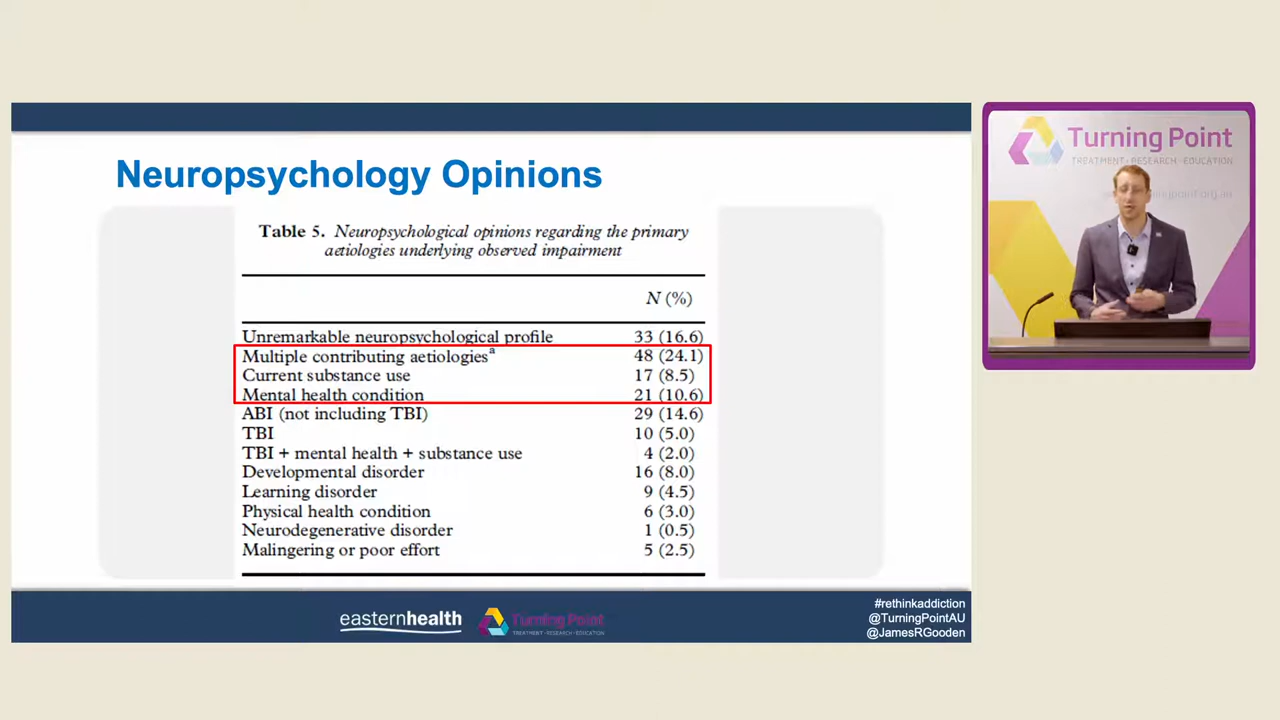 Neuropsychology Opinions
Table 5. Neuropsychological opinions regarding the primary
aetiologies underlying observed impairment
N (%)
Unremarkable neuropsychological profile 33 (16.6)
Multiple contributing aetiologiesa 48 (24.1)
Current substance use 17 (8.5)
Mental health condition 21 (10.6)
ABI (not including TBI) 29 (14.6)
TBI 10 (5.0)
TBI + mental health + substance use 4 (2.0)
Developmental disorder 16 (8.0)
Learning disorder 9 (4.5)
Physical health condition 6 (3.0)
Neurodegenerative disorder 1 (0.5)
Malingering or poor effort 5 (2.5)
easternhealth
Turning Point
TREATMENT • RESEARCH • EDUCATION
#rethinkaddiction
@TurningPointAU
@JamesRGooden
Turning Point
TREATMENT • RESEARCH • EDUCATION